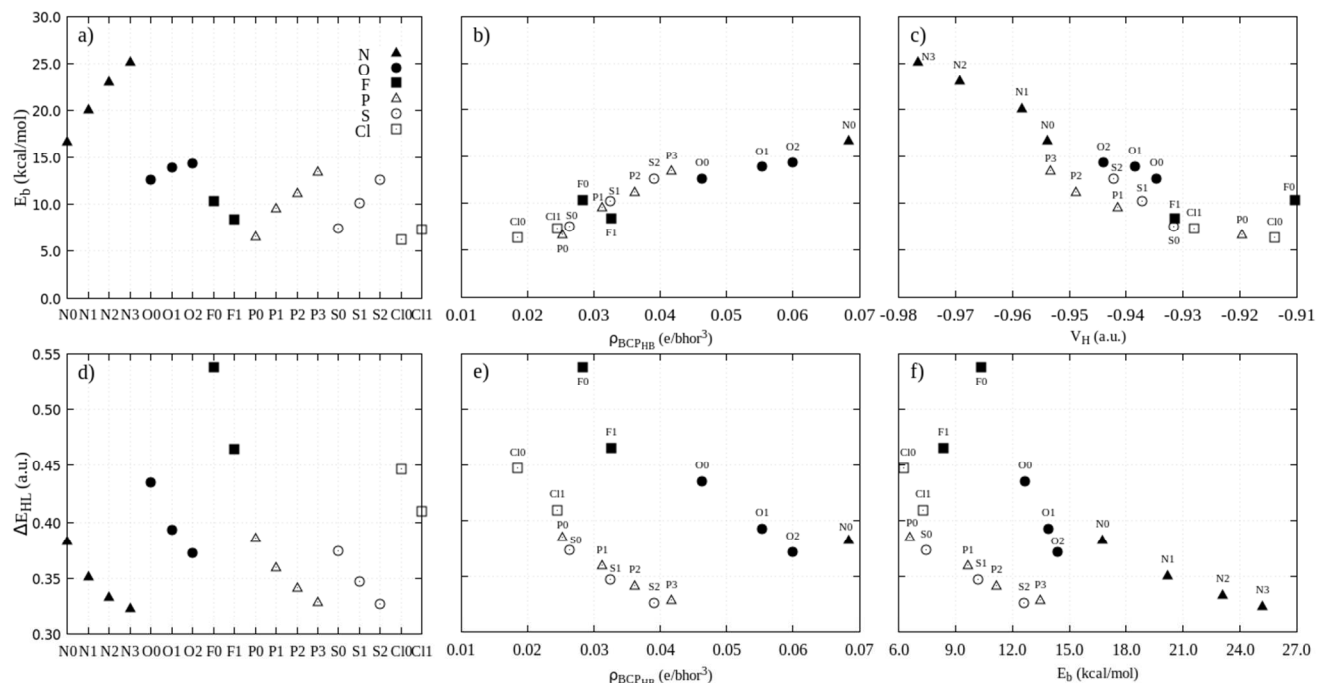 a)
N
O
F
P
S
Cl
30.0
25.0
20.0
15.0
10.0
5.0
0.0
E_b (kcal/mol)
N0 N1 N2 N3 O0 O1 O2 F0 F1 P0 P1 P2 P3 S0 S1 S2 Cl0 Cl1
b)
Cl0
Cl1
S0
P0
F0
P1
S1
F1
P2
S2
P3
O0
O1
O2
N0
0.01 0.02 0.03 0.04 0.05 0.06 0.07
ρ_BCP_HB (e/bhor³)
c)
N3
N2
N1
N0
P3
O2
O1
O0
S2
P2
P1
S1
F1
S0
Cl1
P0
Cl0
F0
-0.98 -0.97 -0.96 -0.95 -0.94 -0.93 -0.92 -0.91
V_H (a.u.)
d)
0.55
0.50
0.45
0.40
0.35
0.30
ΔE_HL (a.u.)
N0 N1 N2 N3 O0 O1 O2 F0 F1 P0 P1 P2 P3 S0 S1 S2 Cl0 Cl1
e)
F0
F1
Cl0
O0
Cl1
P0
S0
O1
O2
N0
P1
S1
P2
S2
P3
0.01 0.02 0.03 0.04 0.05 0.06 0.07
ρ_BCP_HB (e/bhor³)
f)
F0
F1
Cl0
O0
Cl1
P0
S0
O1
O2
N0
P1
S1
P2
S2
P3
N1
N2
N3
6.0 9.0 12.0 15.0 18.0 21.0 24.0 27.0
E_b (kcal/mol)